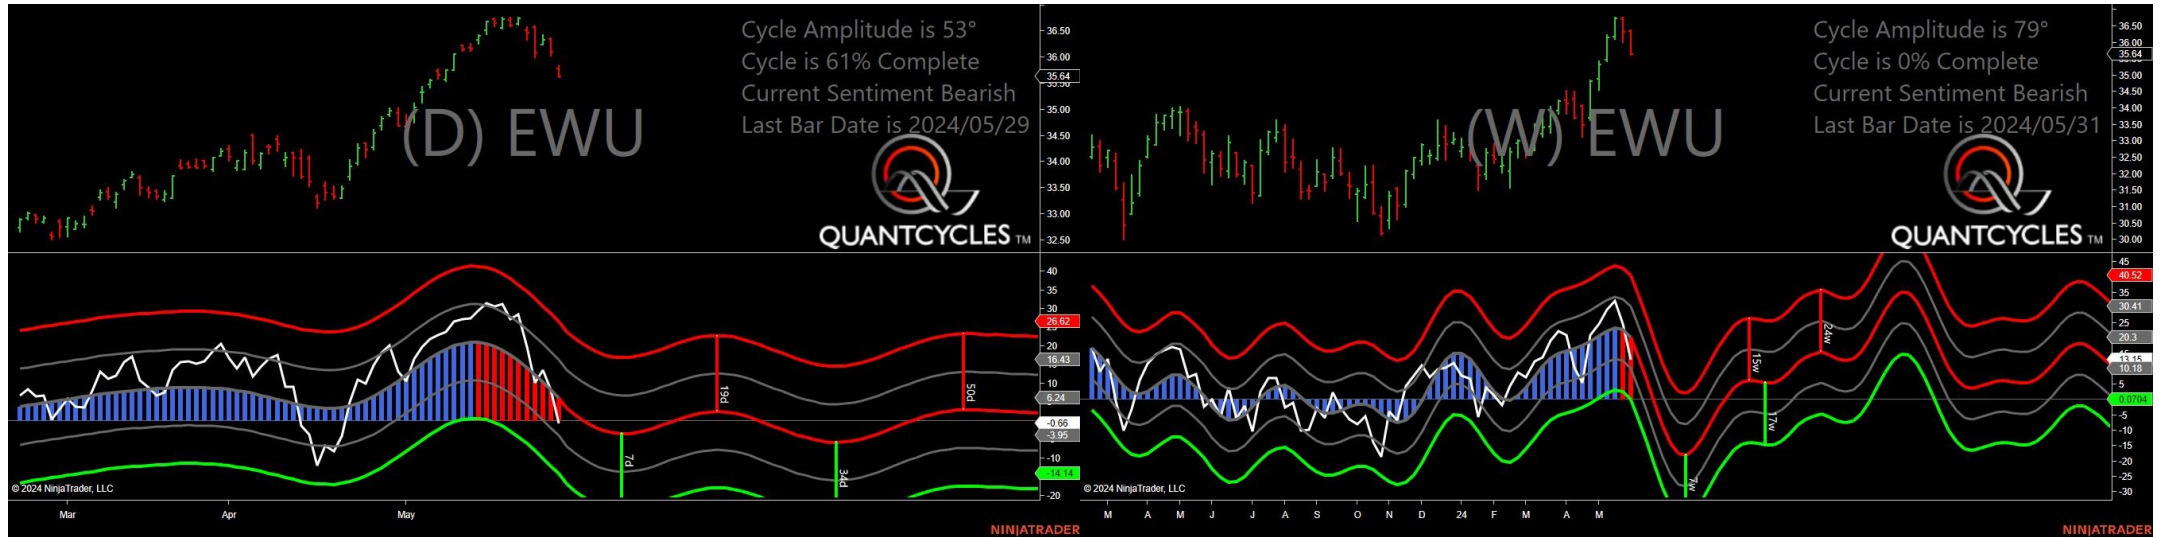 Cycle Amplitude is 53°
Cycle is 61% Complete
Current Sentiment Bearish
Last Bar Date is 2024/05/29
(D) EWU
QUANTCYCLES TM
36.50
36.00
35.64
35.50
35.00
34.50
34.00
33.50
33.00
32.50
40
35
30
26.62
20
16.43
10
6.24
-0.66
-3.95
-10
-14.14
-20
19d
50d
7d
34d
© 2024 NinjaTrader, LLC
Mar Apr May
NINJATRADER
Cycle Amplitude is 79°
Cycle is 0% Complete
Current Sentiment Bearish
Last Bar Date is 2024/05/31
(W) EWU
QUANTCYCLES TM
36.50
36.00
35.64
35.00
34.50
34.00
33.50
33.00
32.50
32.00
31.50
31.00
30.50
30.00
45
40.52
35
30.41
25
20.3
13.15
10.18
5
0.0704
-5
-10
-15
-20
-25
-30
15w
24w
17w
7w
© 2024 NinjaTrader, LLC
M A M J J A S O N D 24 F M A M
NINJATRADER